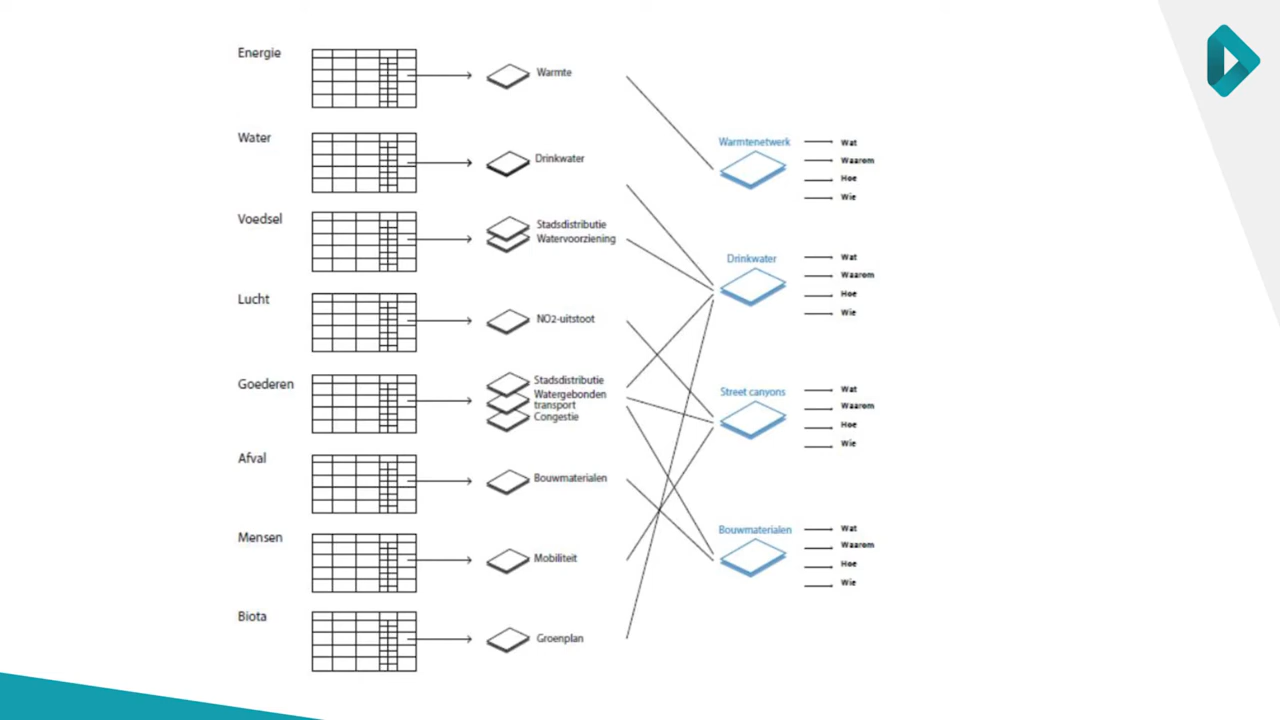 Energie
Warmte
Warmtenetwerk
Wat
Waarom
Hoe
Wie
Water
Drinkwater
Voedsel
Stadsdistributie
Watervoorziening
Drinkwater
Wat
Waarom
Hoe
Wie
Lucht
NO2-uitstoot
Goederen
Stadsdistributie
Watergebonden
transport
Congestie
Street canyons
Wat
Waarom
Hoe
Wie
Afval
Bouwmaterialen
Mensen
Mobiliteit
Bouwmaterialen
Wat
Waarom
Hoe
Wie
Biota
Groenplan